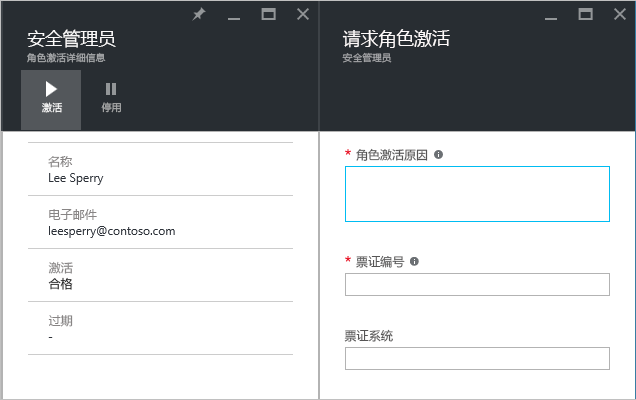 安全管理员
角色激活详细信息
激活
停用
名称
Lee Sperry
电子邮件
leesperry@contoso.com
激活
合格
过期
-
请求角色激活
安全管理员
* 角色激活原因
* 票证编号
票证系统